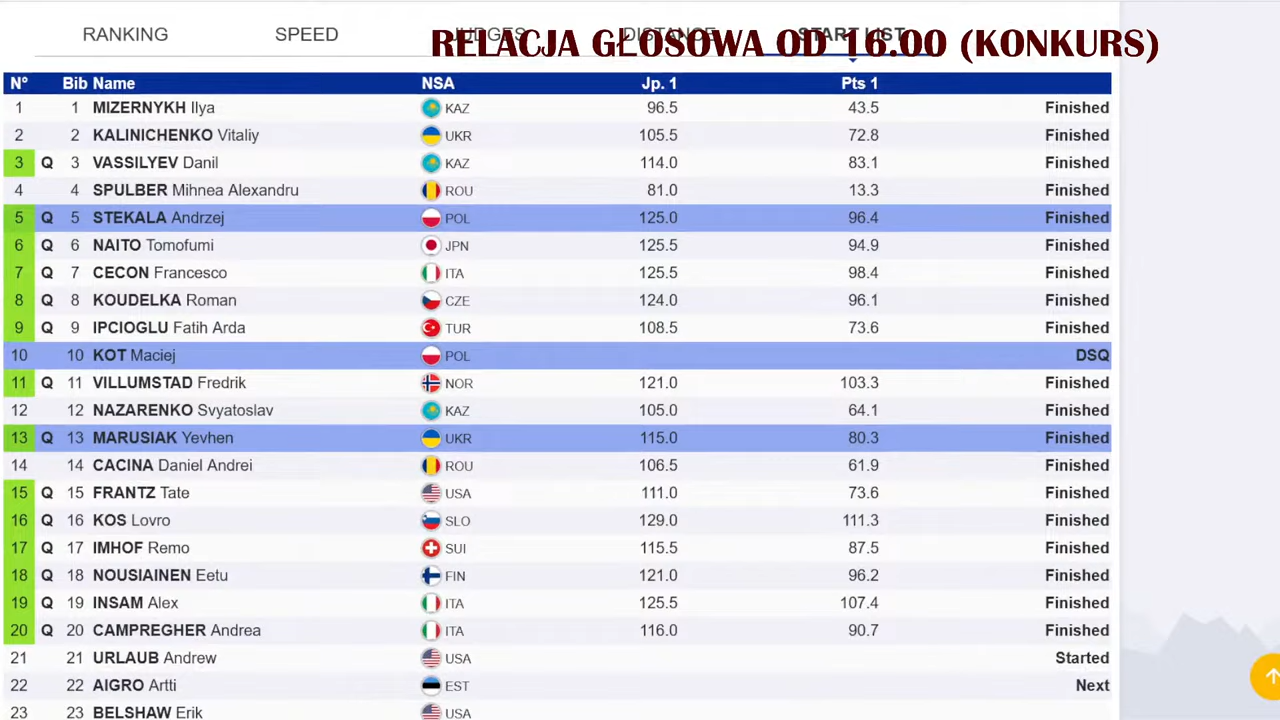 RANKING SPEED JUDGES DISTANCE START LIST
RELACJA GŁOSOWA OD 16.00 (KONKURS)
Nº Bib Name NSA Jp. 1 Pts 1
1 1 MIZERNYKH Ilya KAZ 96.5 43.5 Finished
2 2 KALINICHENKO Vitaliy UKR 105.5 72.8 Finished
3 Q 3 VASSILYEV Danil KAZ 114.0 83.1 Finished
4 4 SPULBER Mihnea Alexandru ROU 81.0 13.3 Finished
5 Q 5 STEKALA Andrzej POL 125.0 96.4 Finished
6 Q 6 NAITO Tomofumi JPN 125.5 94.9 Finished
7 Q 7 CECON Francesco ITA 125.5 98.4 Finished
8 Q 8 KOUDELKA Roman CZE 124.0 96.1 Finished
9 Q 9 IPCIOGLU Fatih Arda TUR 108.5 73.6 Finished
10 10 KOT Maciej POL DSQ
11 Q 11 VILLUMSTAD Fredrik NOR 121.0 103.3 Finished
12 12 NAZARENKO Svyatoslav KAZ 105.0 64.1 Finished
13 Q 13 MARUSIAK Yevhen UKR 115.0 80.3 Finished
14 14 CACINA Daniel Andrei ROU 106.5 61.9 Finished
15 Q 15 FRANTZ Tate USA 111.0 73.9 Finished
16 Q 16 KOS Lovro SLO 129.0 111.3 Finished
17 Q 17 IMHOF Remo SUI 115.5 87.5 Finished
18 Q 18 NOUSIAINEN Eetu FIN 121.0 96.2 Finished
19 Q 19 INSAM Alex ITA 125.5 107.4 Finished
20 Q 20 CAMPREGHER Andrea ITA 116.0 90.7 Finished
21 21 URLAUB Andrew USA Started
22 22 AIGRO Artti EST Next
23 23 BELSHAW Erik USA